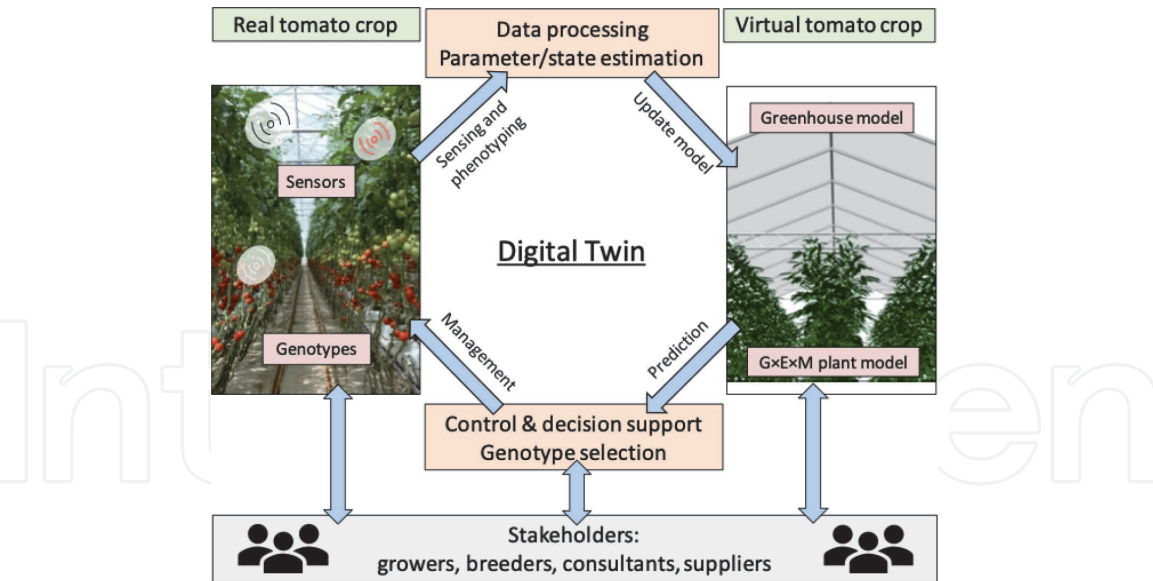 Real tomato crop
Data processing
Parameter/state estimation
Virtual tomato crop
Sensing and
phenotyping
Update model
Greenhouse model
Sensors
Digital Twin
Management
Prediction
Genotypes
G×E×M plant model
Control & decision support
Genotype selection
Stakeholders:
growers, breeders, consultants, suppliers